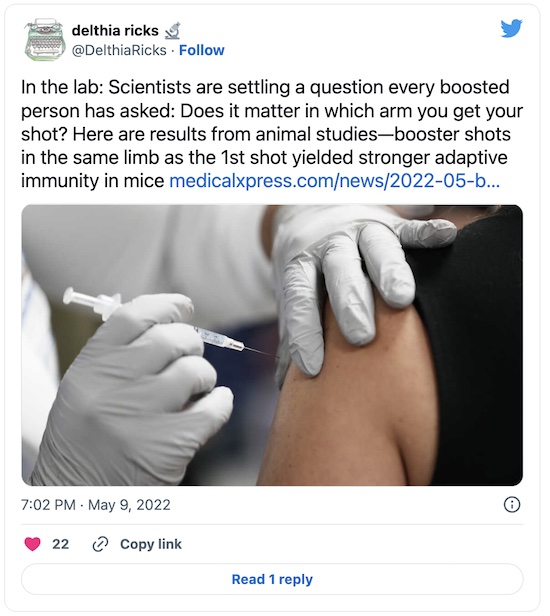 delthia ricks 🔬
@DelthiaRicks · Follow
In the lab: Scientists are settling a question every boosted
person has asked: Does it matter in which arm you get your
shot? Here are results from animal studies—booster shots
in the same limb as the 1st shot yielded stronger adaptive
immunity in mice medicalxpress.com/news/2022-05-b...
7:02 PM · May 9, 2022
22 Copy link
Read 1 reply